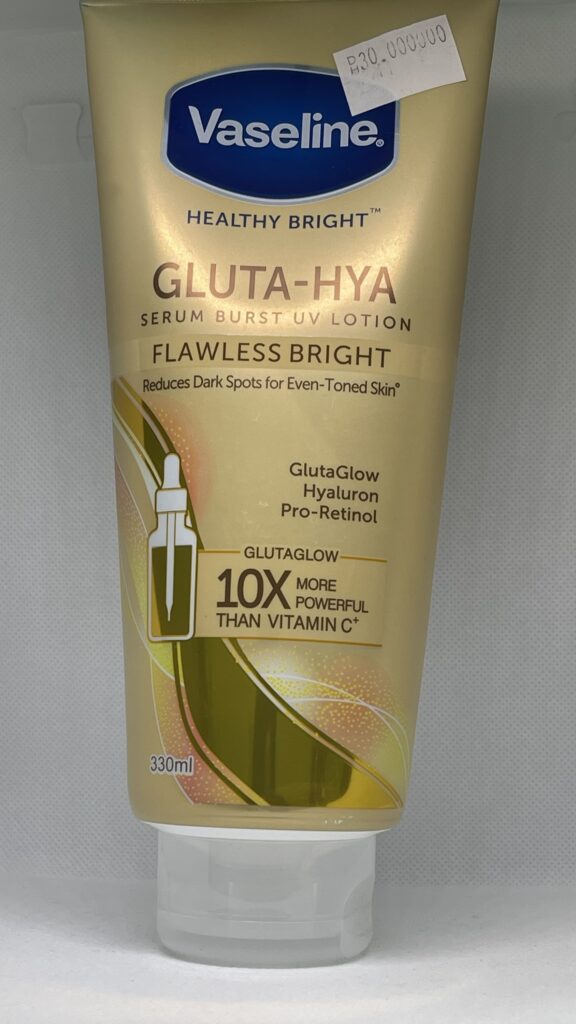 Vaseline®
HEALTHY BRIGHT™
GLUTA-HYA
SERUM BURST UV LOTION
FLAWLESS BRIGHT
Reduces Dark Spots for Even-Toned Skin°
GlutaGlow
Hyaluron
Pro-Retinol
GLUTAGLOW
10X MORE
POWERFUL
THAN VITAMIN C⁺
330ml